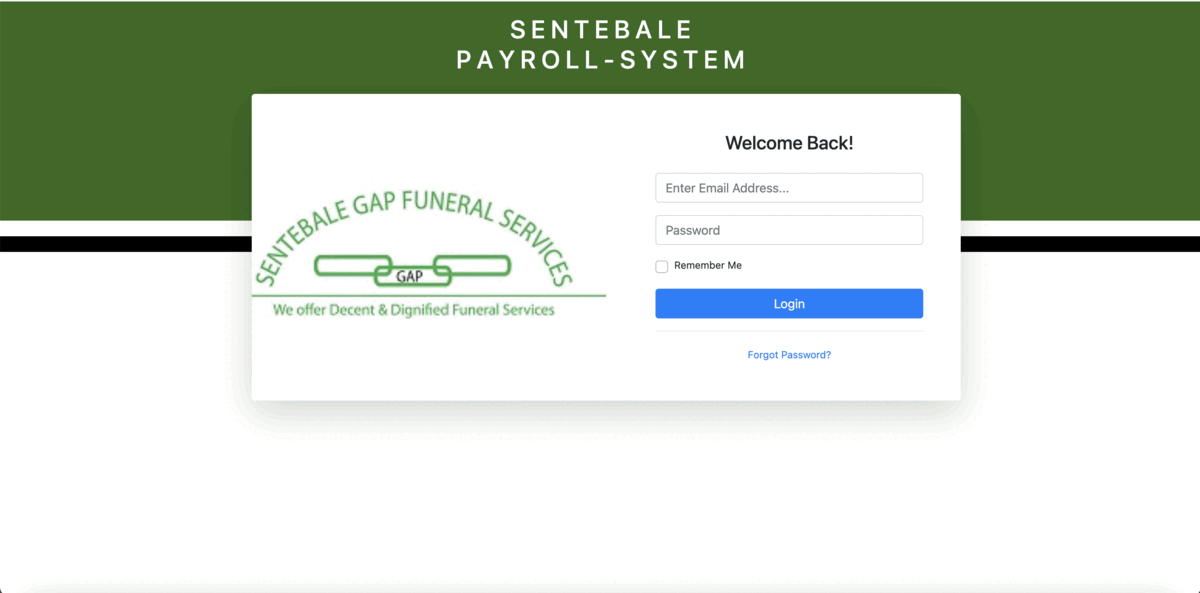 SENTEBALE
PAYROLL-SYSTEM
SENTEBALE GAP FUNERAL SERVICES
GAP
We offer Decent & Dignified Funeral Services
Welcome Back!
Enter Email Address...
Password
Remember Me
Login
Forgot Password?